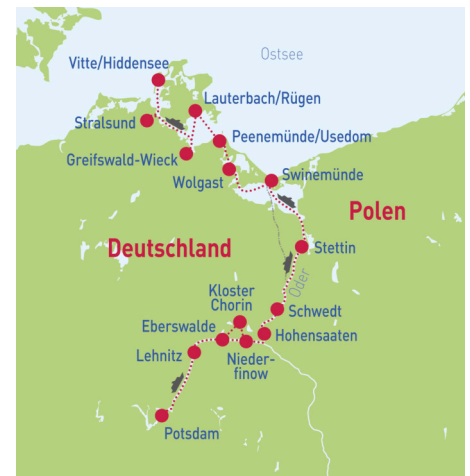 Ostsee
Vitte/Hiddensee
Lauterbach/Rügen
Stralsund
Peenemünde/Usedom
Greifswald-Wieck
Swinemünde
Wolgast
Polen
Deutschland
Stettin
Oder
Kloster
Chorin
Schwedt
Eberswalde
Hohensaaten
Lehnitz
Nieder-
finow
Potsdam